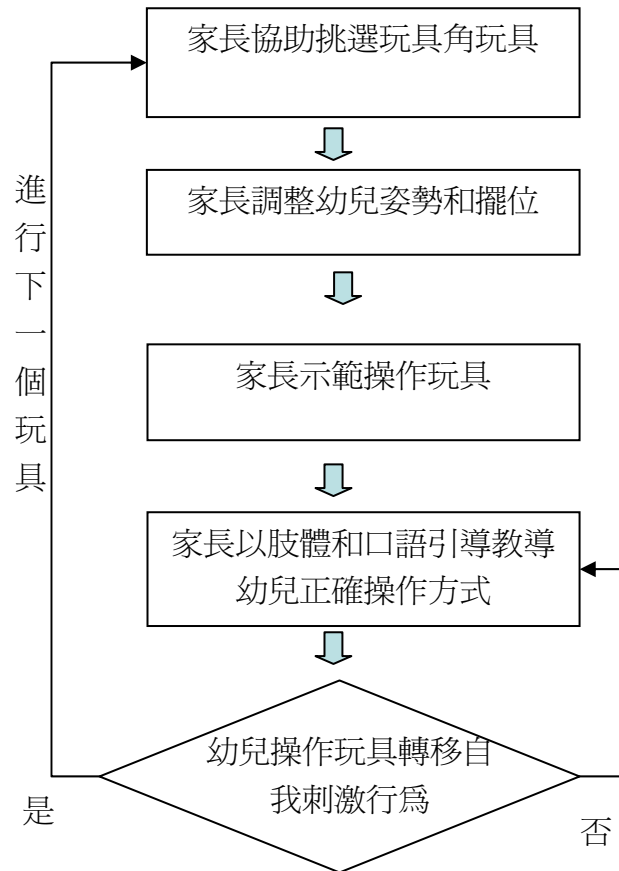 家長協助挑選玩具角玩具
家長調整幼兒姿勢和擺位
進行下一個玩具
家長示範操作玩具
家長以肢體和口語引導教導
幼兒正確操作方式
幼兒操作玩具轉移自
我刺激行為
是
否